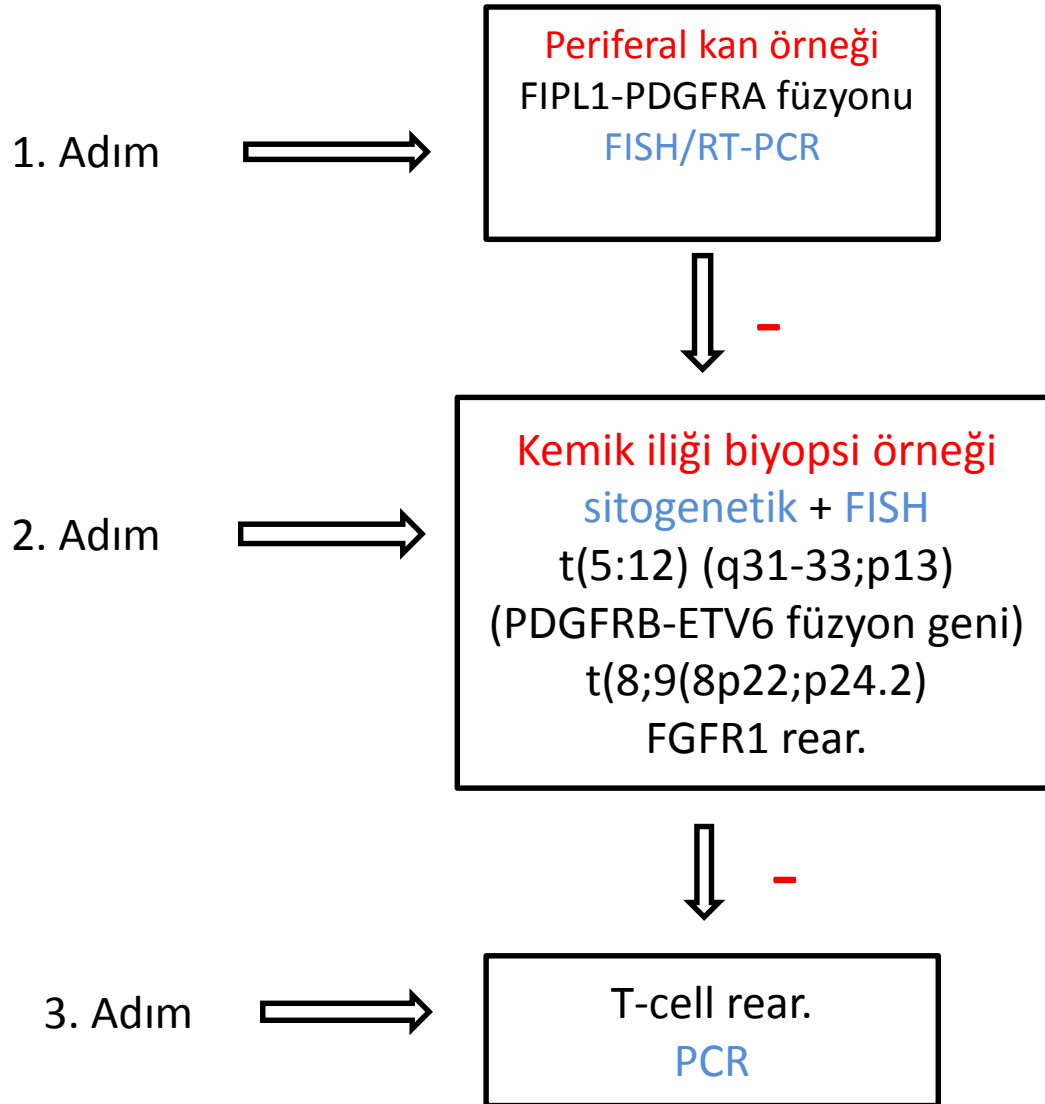 1. Adım
Periferal kan örneği
FIPL1-PDGFRA füzyonu
FISH/RT-PCR
-
2. Adım
Kemik iliği biyopsi örneği
sitogenetik + FISH
t(5:12) (q31-33;p13)
(PDGFRB-ETV6 füzyon geni)
t(8;9(8p22;p24.2)
FGFR1 rear.
-
3. Adım
T-cell rear.
PCR